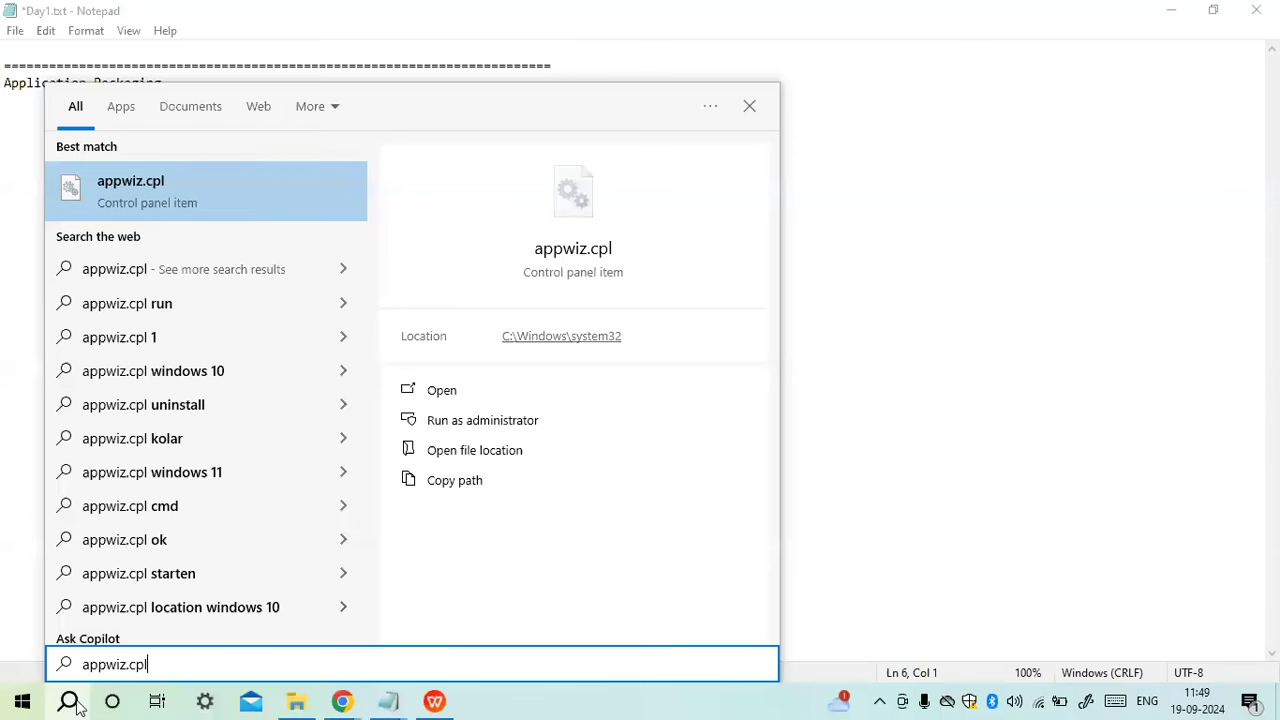 *Day1.txt - Notepad
File Edit Format View Help
=========================================================================
Application Packaging
All Apps Documents Web More
Best match
appwiz.cpl
Control panel item
Search the web
appwiz.cpl - See more search results
appwiz.cpl run
appwiz.cpl 1
appwiz.cpl windows 10
appwiz.cpl uninstall
appwiz.cpl kolar
appwiz.cpl windows 11
appwiz.cpl cmd
appwiz.cpl ok
appwiz.cpl starten
appwiz.cpl location windows 10
Ask Copilot
appwiz.cpl
appwiz.cpl
Control panel item
Location C:\Windows\system32
Open
Run as administrator
Open file location
Copy path
Ln 6, Col 1 100% Windows (CRLF) UTF-8
ENG
11:49
19-09-2024
1